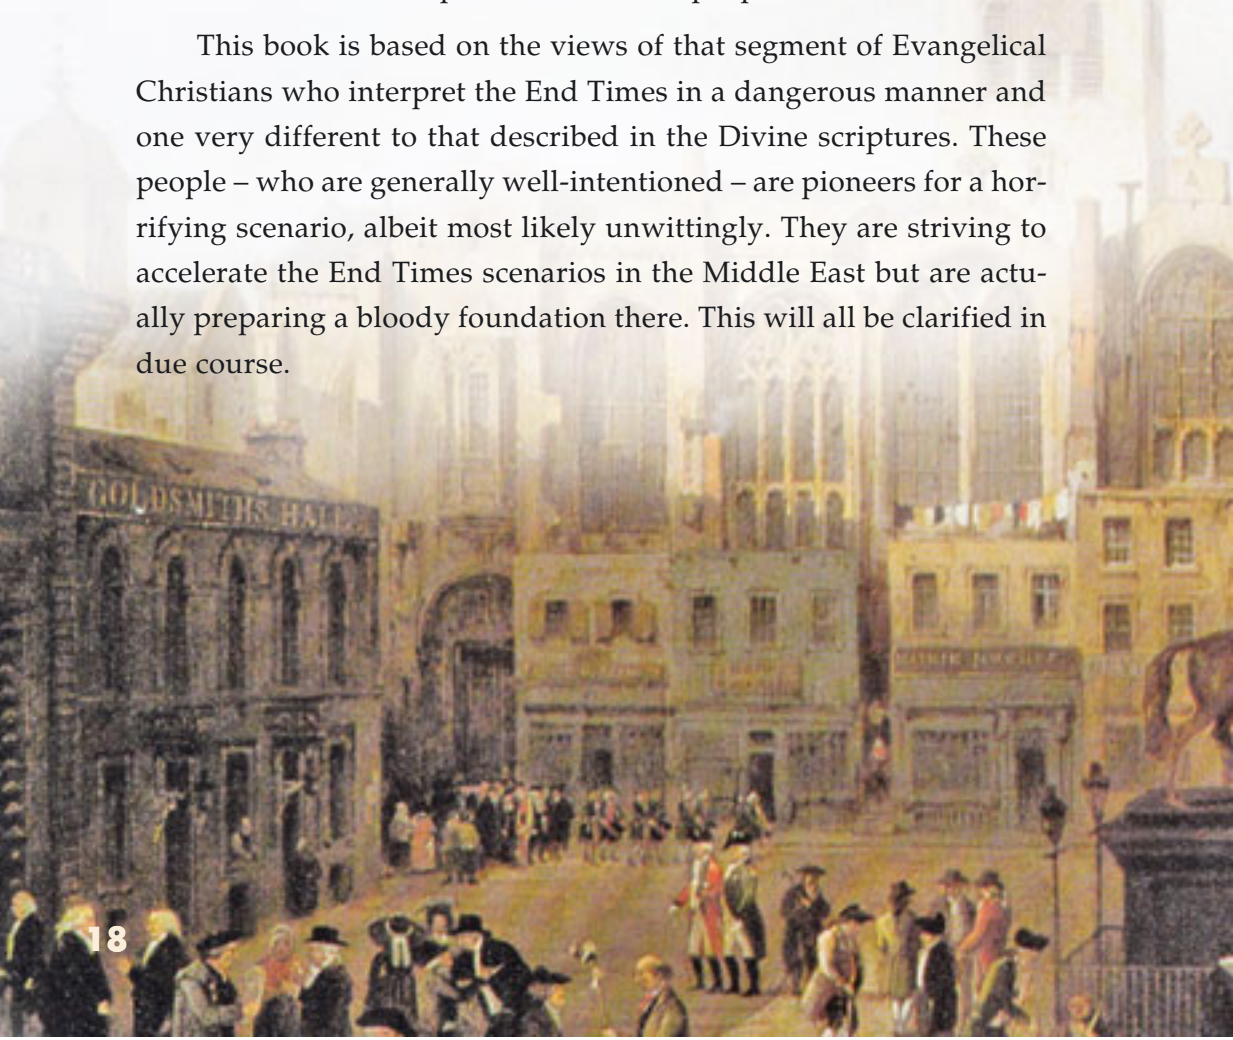 This book is based on the views of that segment of Evangelical
Christians who interpret the End Times in a dangerous manner and
one very different to that described in the Divine scriptures. These
people – who are generally well-intentioned – are pioneers for a hor-
rifying scenario, albeit most likely unwittingly. They are striving to
accelerate the End Times scenarios in the Middle East but are actu-
ally preparing a bloody foundation there. This will all be clarified in
due course.
GOLDSMITHS HALL
18